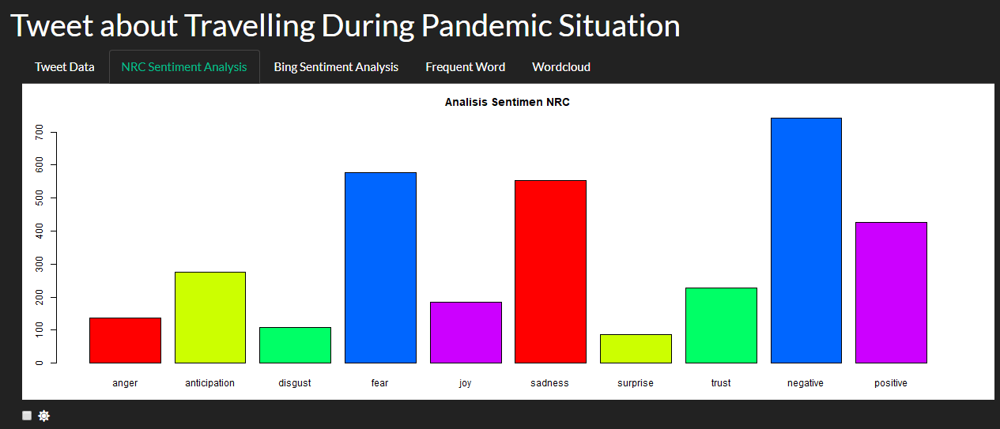 Tweet about Travelling During Pandemic Situation
Tweet Data NRC Sentiment Analysis Bing Sentiment Analysis Frequent Word Wordcloud
Analisis Sentimen NRC
700
600
500
400
300
200
100
0
anger anticipation disgust fear joy sadness surprise trust negative positive